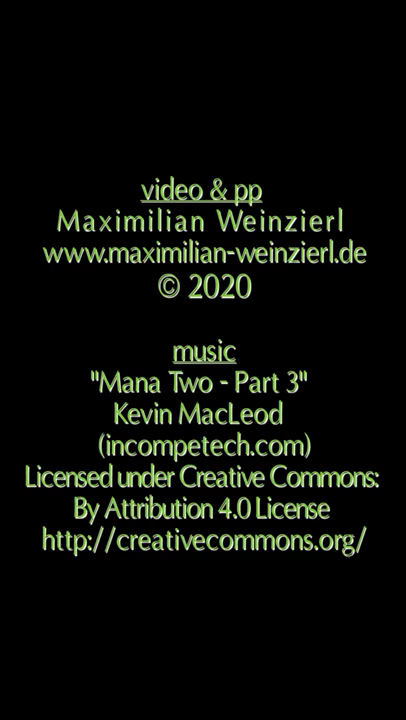 video & pp
Maximilian Weinzierl
www.maximilian-weinzierl.de
© 2020
music
"Mana Two - Part 3"
Kevin MacLeod
(incompetech.com)
Licensed under Creative Commons:
By Attribution 4.0 License
http://creativecommons.org/